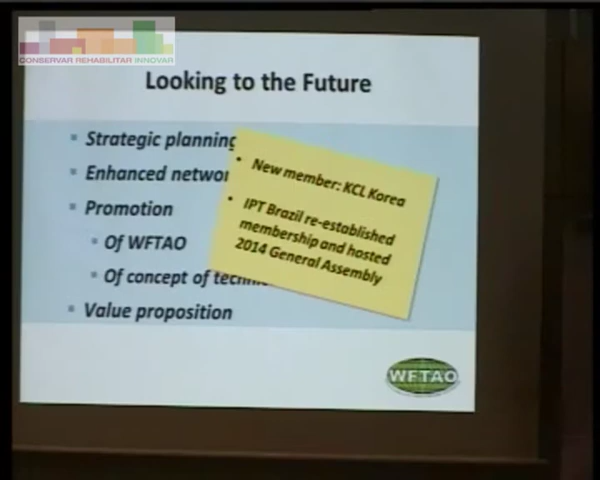 CONSERVAR REHABILITAR INNOVAR
Looking to the Future
▪ Strategic planning
▪ Enhanced networ
▪ Promotion
▪ Of WFTAO
▪ Of concept of
▪ Value proposition
• New member: KCL Korea
• IPT Brazil re-established
membership and hosted
2014 General Assembly
WFTAO